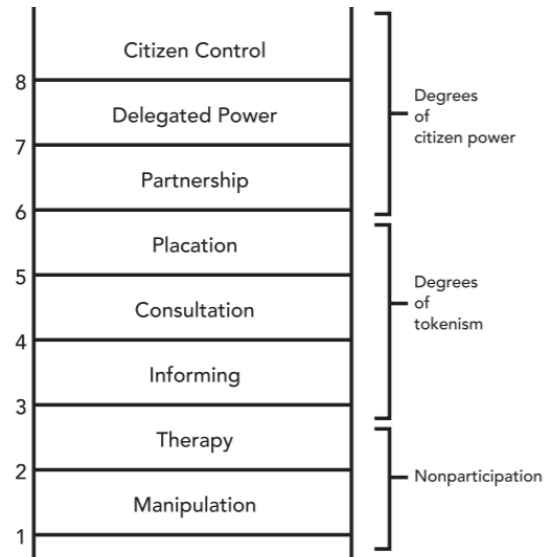 Citizen Control
8
Delegated Power
7
Partnership
6
Placation
5
Consultation
4
Informing
3
Therapy
2
Manipulation
1
Degrees
of
citizen power
Degrees
of
tokenism
Nonparticipation